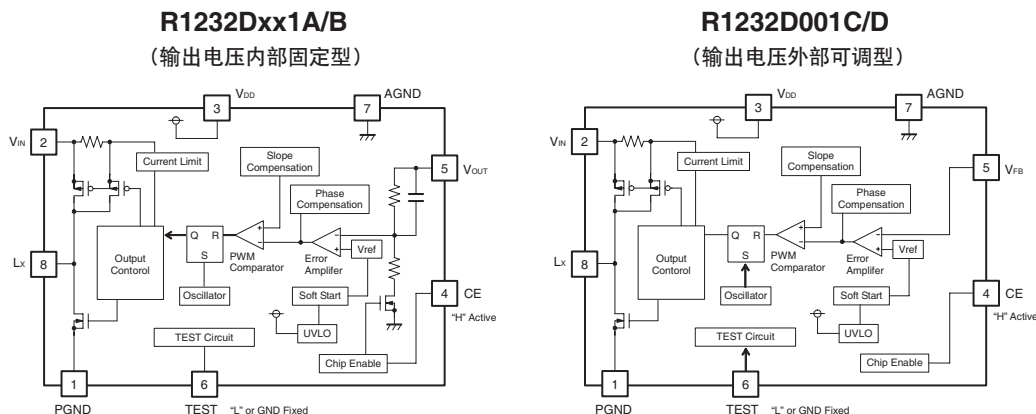 R1232Dxx1A/B
（输出电压内部固定型）
VDD
AGND
3
7
VIN
2
Current Limit
Slope
Compensation
5
VOUT
Phase
Compensation
Output
Contorol
Q
R
S
PWM
Comparator
Error
Amplifer
Vref
LX
8
Oscillator
Soft Start
4
CE
"H" Active
UVLO
TEST Circuit
Chip Enable
1
6
PGND
TEST
"L" or GND Fixed
R1232D001C/D
（输出电压外部可调型）
VDD
AGND
3
7
VIN
2
Current Limit
Slope
Compensation
5
VFB
Phase
Compensation
Output
Contorol
Q
R
S
PWM
Comparator
Error
Amplifer
Vref
LX
8
Oscillator
Soft Start
4
CE
"H" Active
UVLO
TEST Circuit
Chip Enable
1
6
PGND
TEST
"L" or GND Fixed